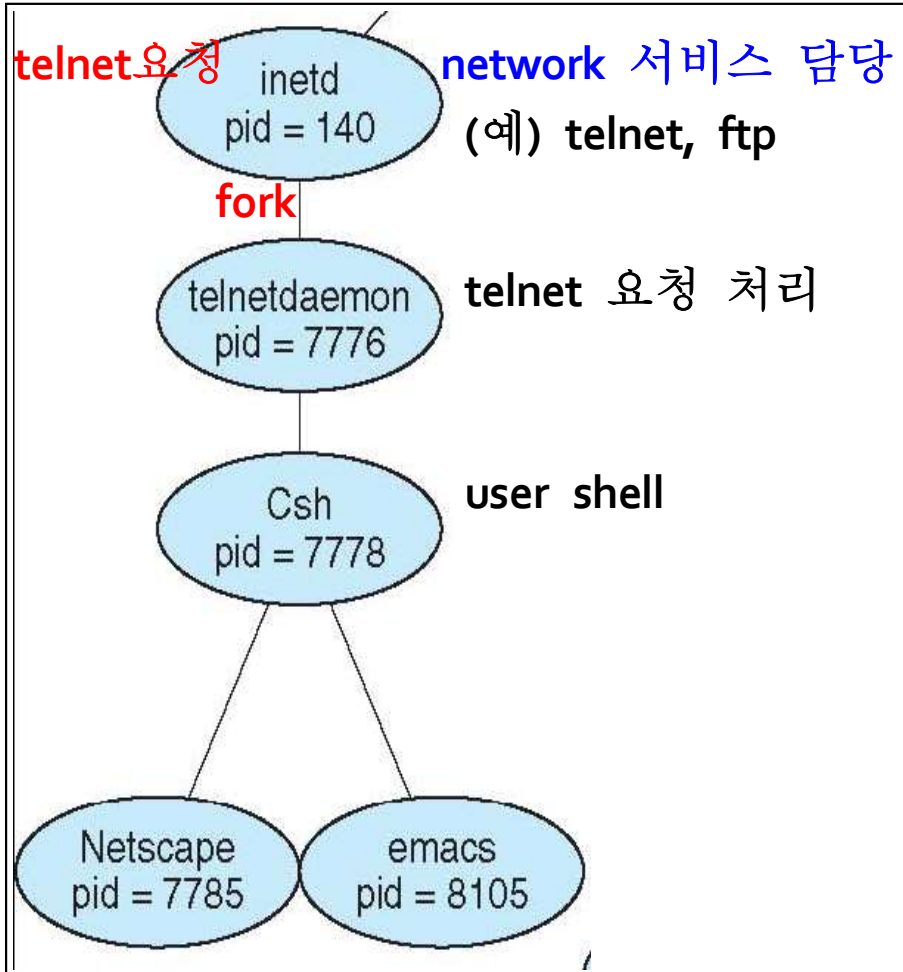 telnet요청
inetd
pid = 140
network 서비스 담당
(예) telnet, ftp
fork
telnetdaemon
pid = 7776
telnet 요청 처리
Csh
pid = 7778
user shell
Netscape
pid = 7785
emacs
pid = 8105